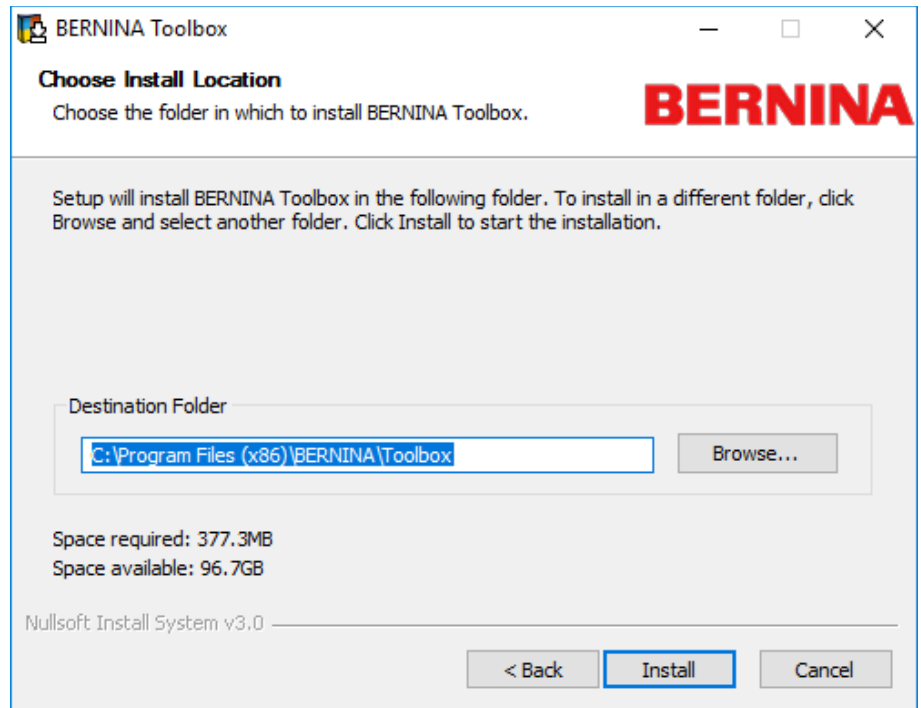 BERNINA Toolbox
Choose Install Location
Choose the folder in which to install BERNINA Toolbox.
BERNINA
Setup will install BERNINA Toolbox in the following folder. To install in a different folder, click
Browse and select another folder. Click Install to start the installation.
Destination Folder
C:\Program Files (x86)\BERNINA\Toolbox
Browse...
Space required: 377.3MB
Space available: 96.7GB
Nullsoft Install System v3.0
< Back
Install
Cancel